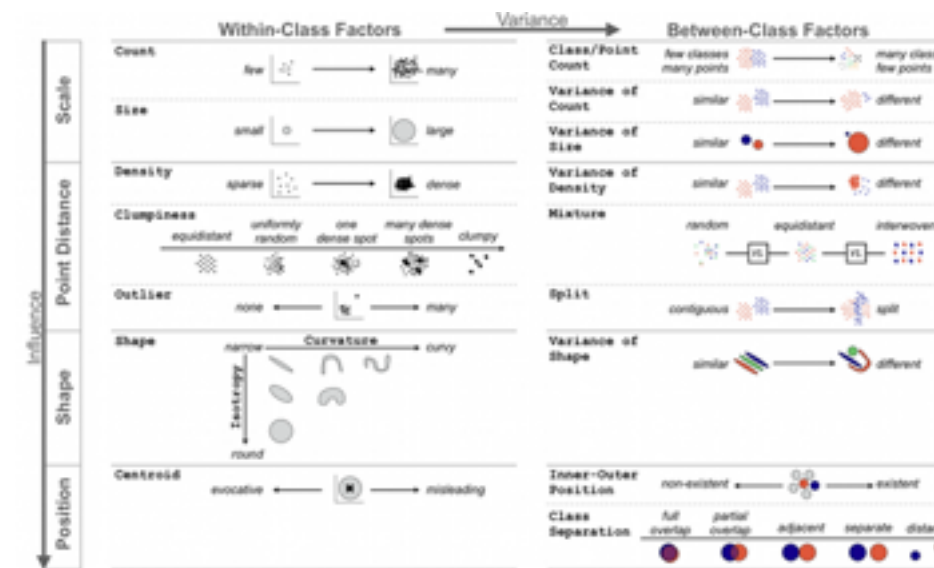 Variance
Within-Class Factors
Between-Class Factors
Influence
Scale
Count
few
many
Size
small
large
Class/Point
Count
few classes
many points
many clas
few points
Variance of
Count
similar
different
Variance of
Size
similar
different
Point Distance
Density
sparse
dense
Clumpiness
equidistant
uniformly
random
one
dense spot
many dense
spots
clumpy
Outlier
none
many
Variance of
Density
similar
different
Mixture
random
equidistant
interwoven
vs.
vs.
Split
contiguous
split
Shape
Shape
narrow
Curvature
curvy
Isotropy
round
Variance of
Shape
similar
different
Position
Centroid
evocative
misleading
Inner-Outer
Position
non-existent
existent
Class
Separation
full
overlap
partial
overlap
adjacent
separate
dista